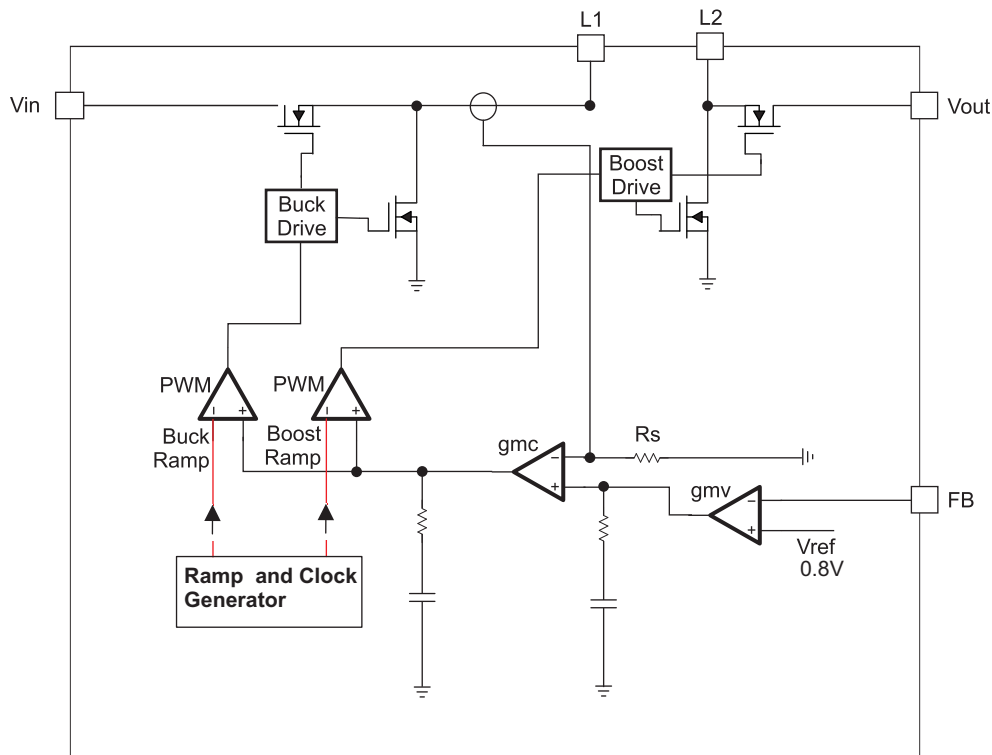 L1
L2
Vin
Vout
Boost
Drive
Buck
Drive
PWM
PWM
Buck
Ramp
Boost
Ramp
- +
- +
gmc
-
+
Rs
gmv
-
+
FB
Vref
0.8V
Ramp and Clock
Generator